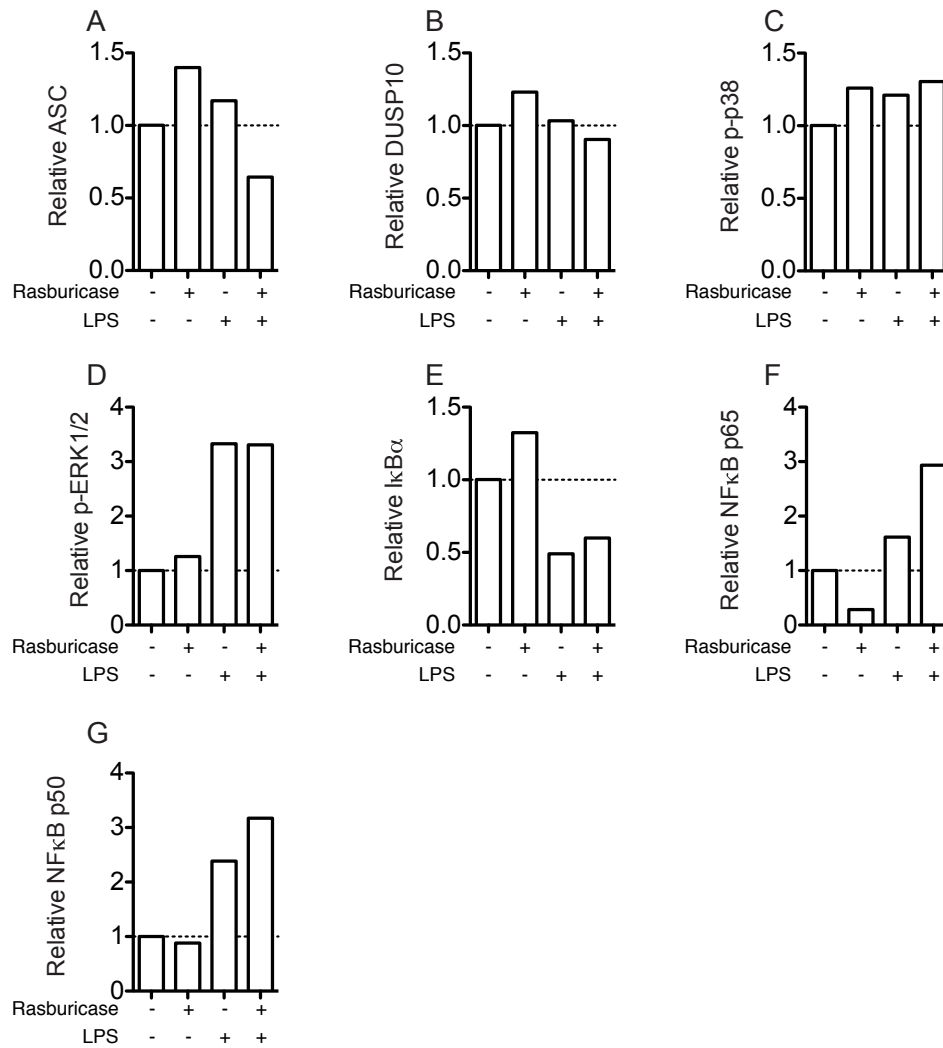 A
Relative ASC
1.5
1.0
0.5
0.0
Rasburicase - + - +
LPS - - + +
B
Relative DUSP10
1.5
1.0
0.5
0.0
- + - +
- - + +
C
Relative p-p38
1.5
1.0
0.5
0.0
Rasburicase - + - +
LPS - - + +
D
Relative p-ERK1/2
4
3
2
1
0
Rasburicase - + - +
LPS - - + +
E
Relative IκBα
1.5
1.0
0.5
0.0
Rasburicase - + - +
LPS - - + +
F
Relative NFκB p65
4
3
2
1
0
Rasburicase - + - +
LPS - - + +
G
Relative NFκB p50
4
3
2
1
0
Rasburicase - + - +
LPS - - + +